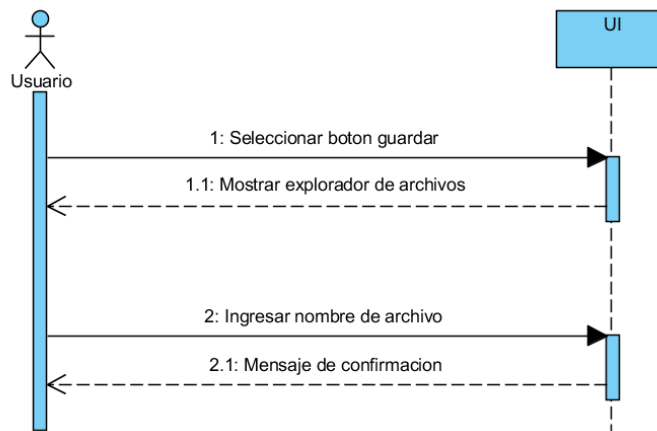 UI
Usuario
1: Seleccionar boton guardar
1.1: Mostrar explorador de archivos
2: Ingresar nombre de archivo
2.1: Mensaje de confirmacion